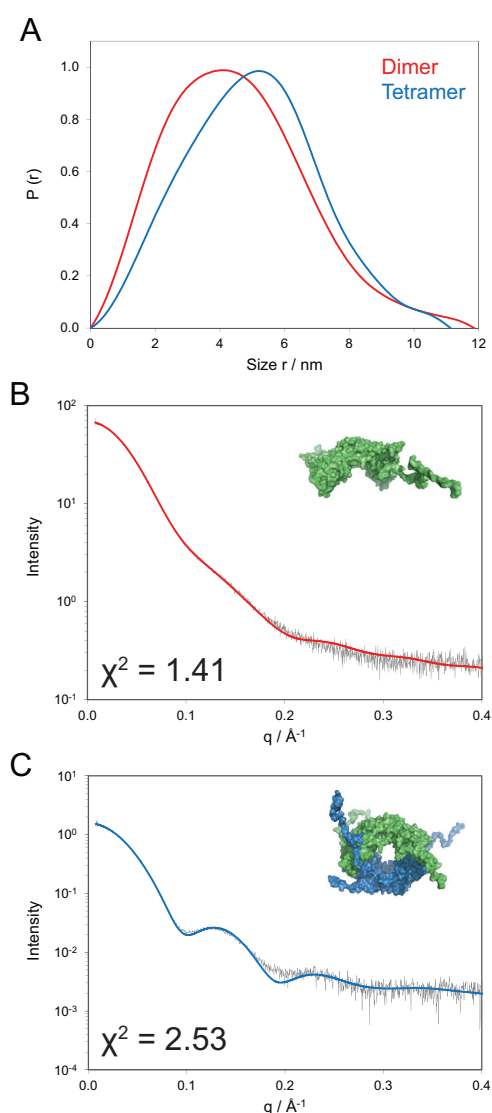 A
1.0
0.8
0.6
0.4
0.2
0.0
P (r)
Dimer
Tetramer
0 2 4 6 8 10 12
Size r / nm
B
10²
10¹
10⁰
10⁻¹
Intensity
χ² = 1.41
0.0 0.1 0.2 0.3 0.4
q / Å⁻¹
C
10¹
10⁰
10⁻¹
10⁻²
10⁻³
10⁻⁴
Intensity
χ² = 2.53
0.0 0.1 0.2 0.3 0.4
q / Å⁻¹